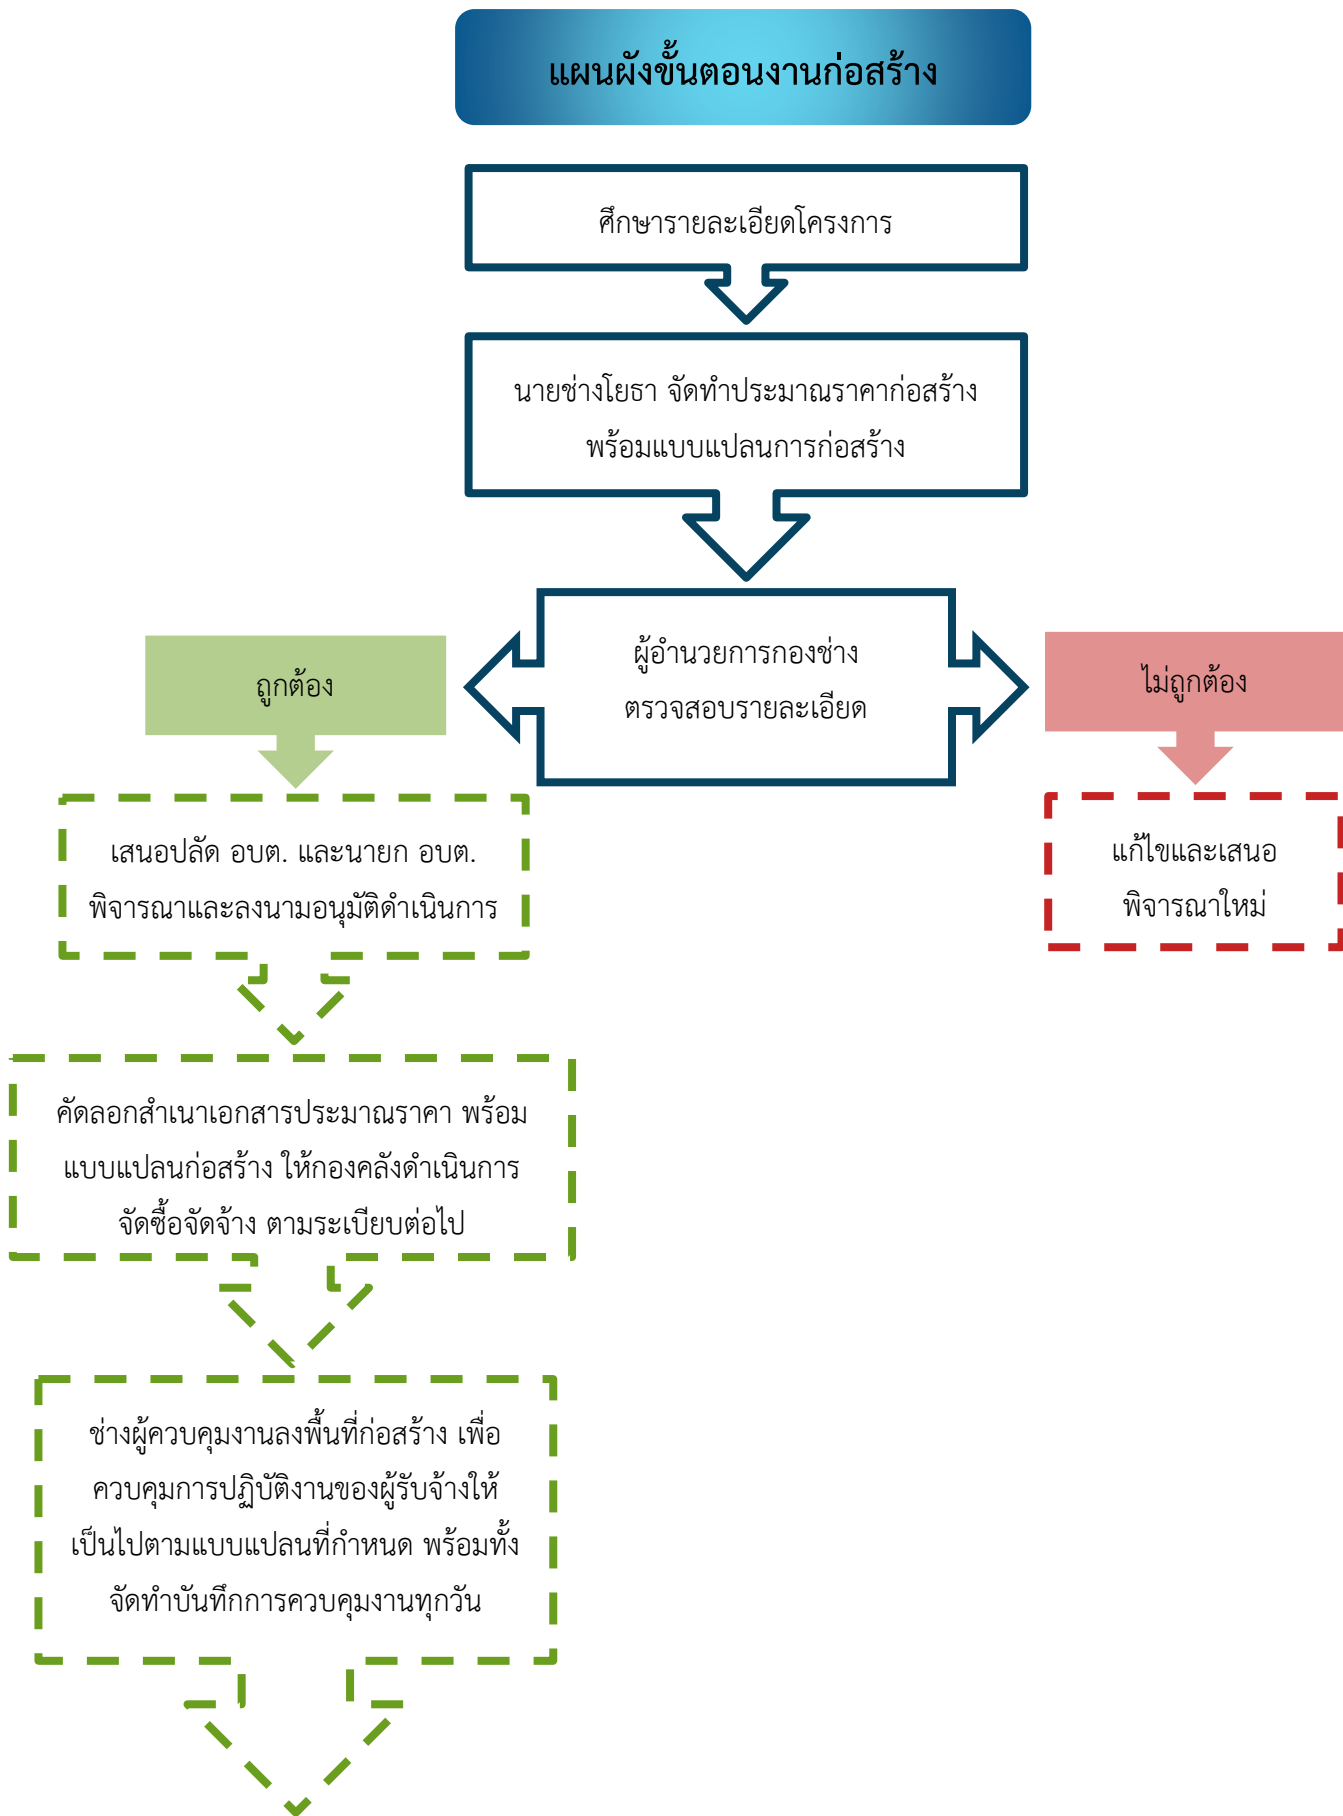 แผนผังขั้นตอนงานก่อสร้าง
ศึกษารายละเอียดโครงการ
นายช่างโยธา จัดทำประมาณราคาก่อสร้าง
พร้อมแบบแปลนการก่อสร้าง
ผู้อำนวยการกองช่าง
ตรวจสอบรายละเอียด
ถูกต้อง
ไม่ถูกต้อง
เสนอปลัด อบต. และนายก อบต.
พิจารณาและลงนามอนุมัติดำเนินการ
แก้ไขและเสนอ
พิจารณาใหม่
คัดลอกสำเนาเอกสารประมาณราคา พร้อม
แบบแปลนก่อสร้าง ให้กองคลังดำเนินการ
จัดซื้อจัดจ้าง ตามระเบียบต่อไป
ช่างผู้ควบคุมงานลงพื้นที่ก่อสร้าง เพื่อ
ควบคุมการปฏิบัติงานของผู้รับจ้างให้
เป็นไปตามแบบแปลนที่กำหนด พร้อมทั้ง
จัดทำบันทึกการควบคุมงานทุกวัน